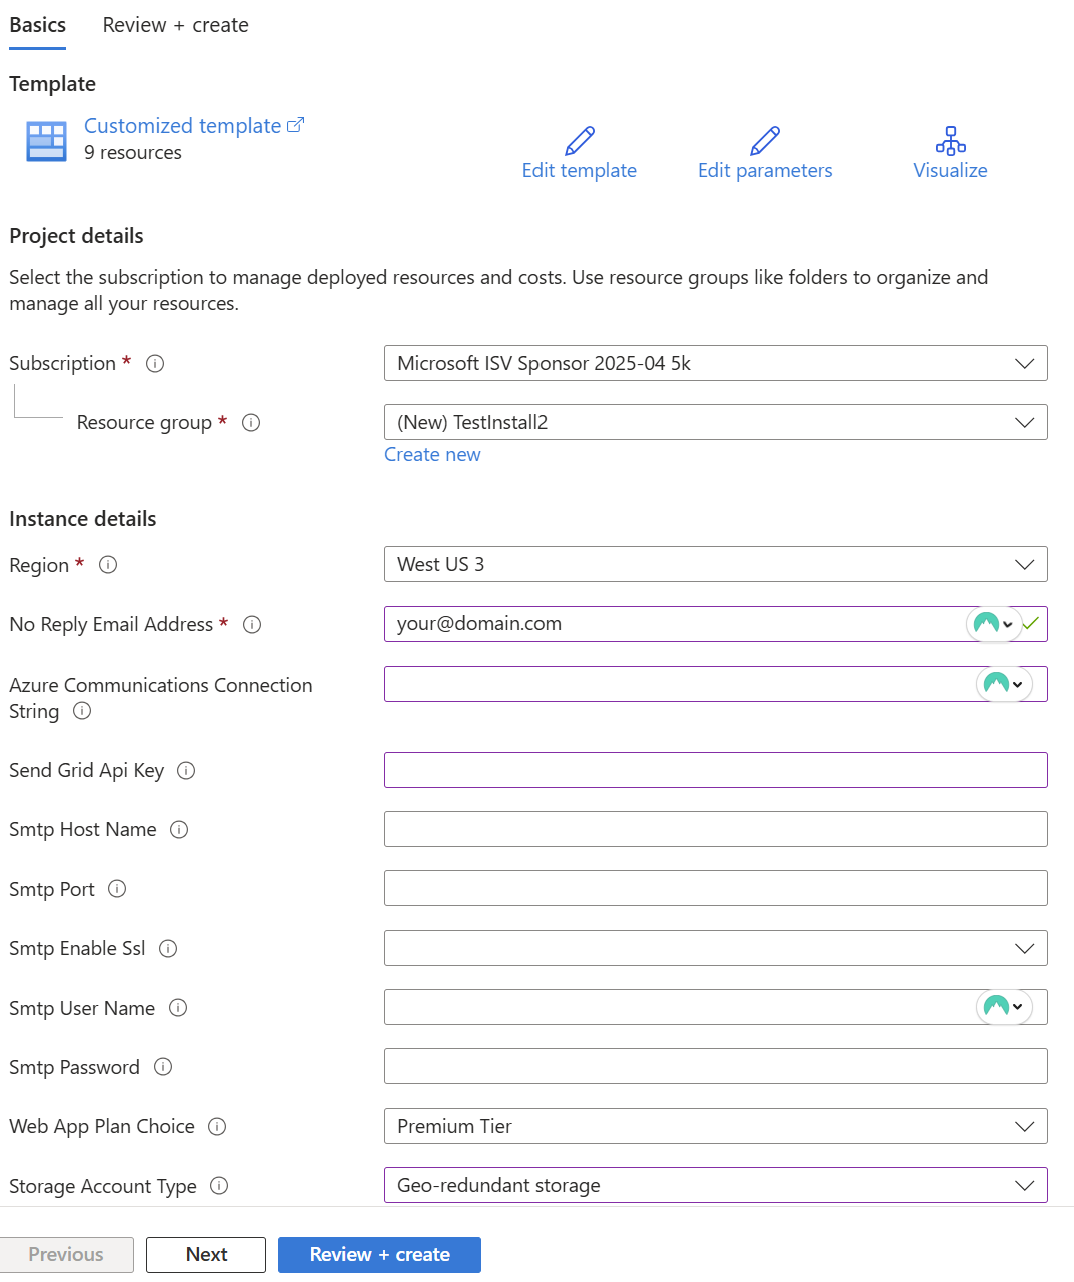 Basics Review + create
Template
Customized template
9 resources
Edit template Edit parameters Visualize
Project details
Select the subscription to manage deployed resources and costs. Use resource groups like folders to organize and
manage all your resources.
Subscription * Microsoft ISV Sponsor 2025-04 5k
Resource group * (New) TestInstall2
Create new
Instance details
Region * West US 3
No Reply Email Address * your@domain.com
Azure Communications Connection
String
Send Grid Api Key
Smtp Host Name
Smtp Port
Smtp Enable Ssl
Smtp User Name
Smtp Password
Web App Plan Choice Premium Tier
Storage Account Type Geo-redundant storage
Previous Next Review + create